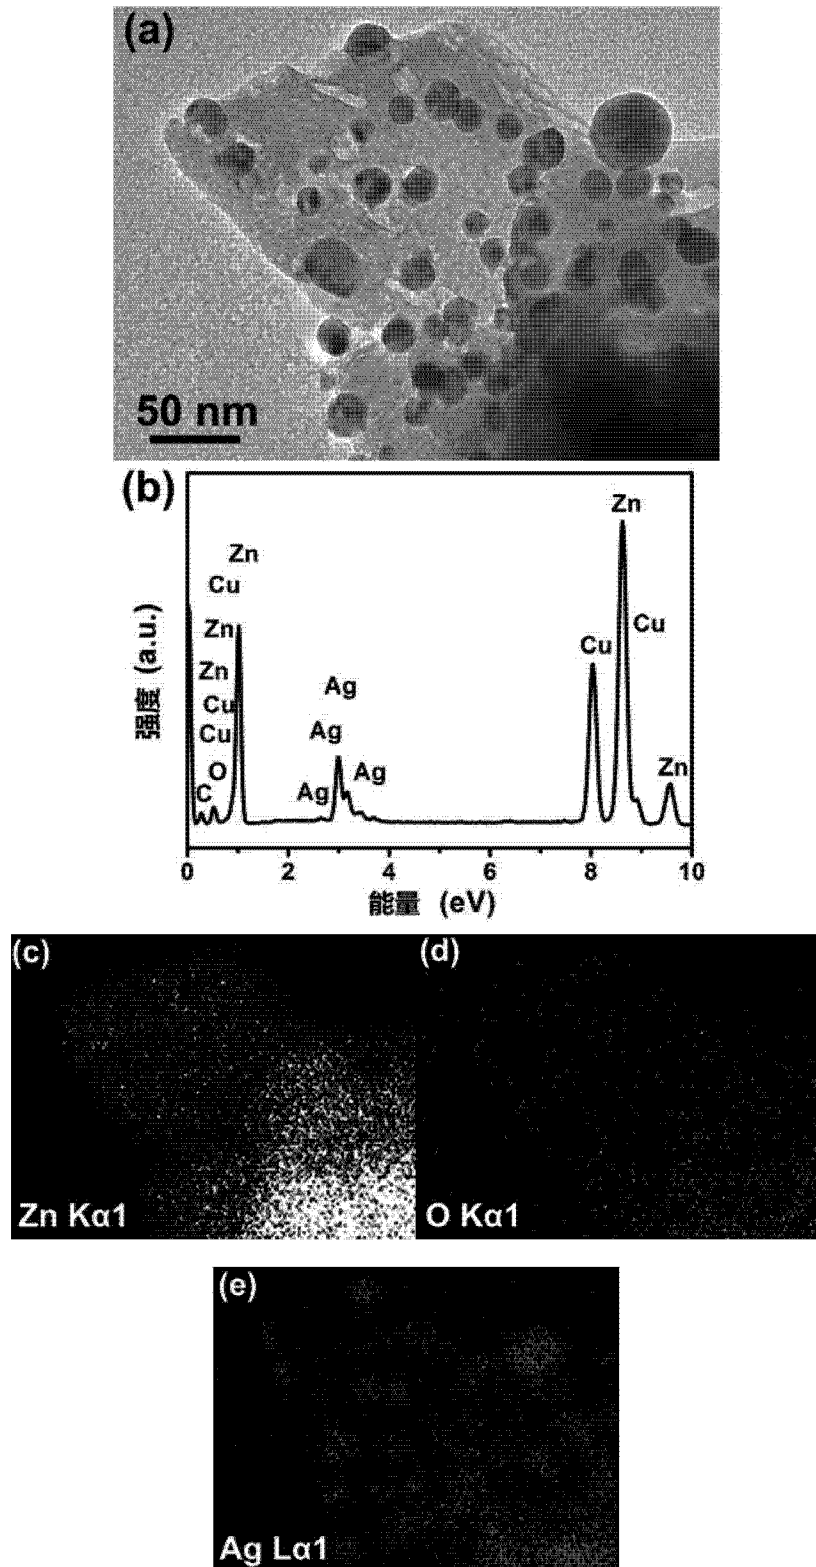 (a)
50 nm
(b)
Zn
Zn
Cu
Zn
Cu
Zn
Ag
Cu
Cu
Ag
Cu
O
Ag
Zn
C
Ag
强度 (a.u.)
0 2 4 6 8 10
能量 (eV)
(c)
(d)
Zn Kα1
O Kα1
(e)
Ag Lα1